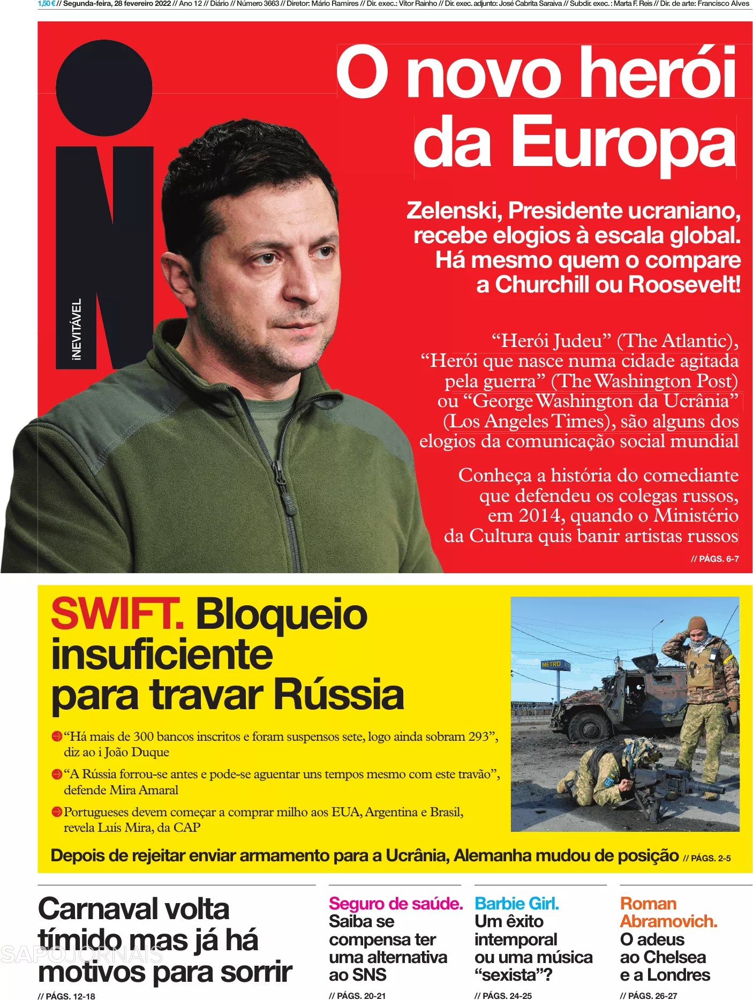 1,50 € // Segunda-feira, 28 fevereiro 2022 // Ano 12 // Diário // Número 3663 // Diretor: Mário Ramires // Dir. exec.: Vítor Rainho // Dir. exec. adjunto: José Cabrita Saraiva // Subdir. exec. : Marta F. Reis // Dir. de arte: Francisco Alves
iNEVITÁVEL
O novo herói
da Europa
Zelenski, Presidente ucraniano,
recebe elogios à escala global.
Há mesmo quem o compare
a Churchill ou Roosevelt!
“Herói Judeu” (The Atlantic),
“Herói que nasce numa cidade agitada
pela guerra” (The Washington Post)
ou “George Washington da Ucrânia”
(Los Angeles Times), são alguns dos
elogios da comunicação social mundial
Conheça a história do comediante
que defendeu os colegas russos,
em 2014, quando o Ministério
da Cultura quis banir artistas russos
// PÁGS. 6-7
M-TAC
SWIFT. Bloqueio
insuficiente
para travar Rússia
“Há mais de 300 bancos inscritos e foram suspensos sete, logo ainda sobram 293”,
diz ao i João Duque
“A Rússia forrou-se antes e pode-se aguentar uns tempos mesmo com este travão”,
defende Mira Amaral
Portugueses devem começar a comprar milho aos EUA, Argentina e Brasil,
revela Luís Mira, da CAP
METRO
ТРАВЕРТИН МРАМОР
Depois de rejeitar enviar armamento para a Ucrânia, Alemanha mudou de posição // PÁGS. 2-5
Carnaval volta
tímido mas já há
motivos para sorrir
// PÁGS. 12-18
SAPOJORNAIS
Seguro de saúde.
Saiba se
compensa ter
uma alternativa
ao SNS
// PÁGS. 20-21
Barbie Girl.
Um êxito
intemporal
ou uma música
“sexista”?
// PÁGS. 24-25
Roman
Abramovich.
O adeus
ao Chelsea
e a Londres
// PÁGS. 26-27